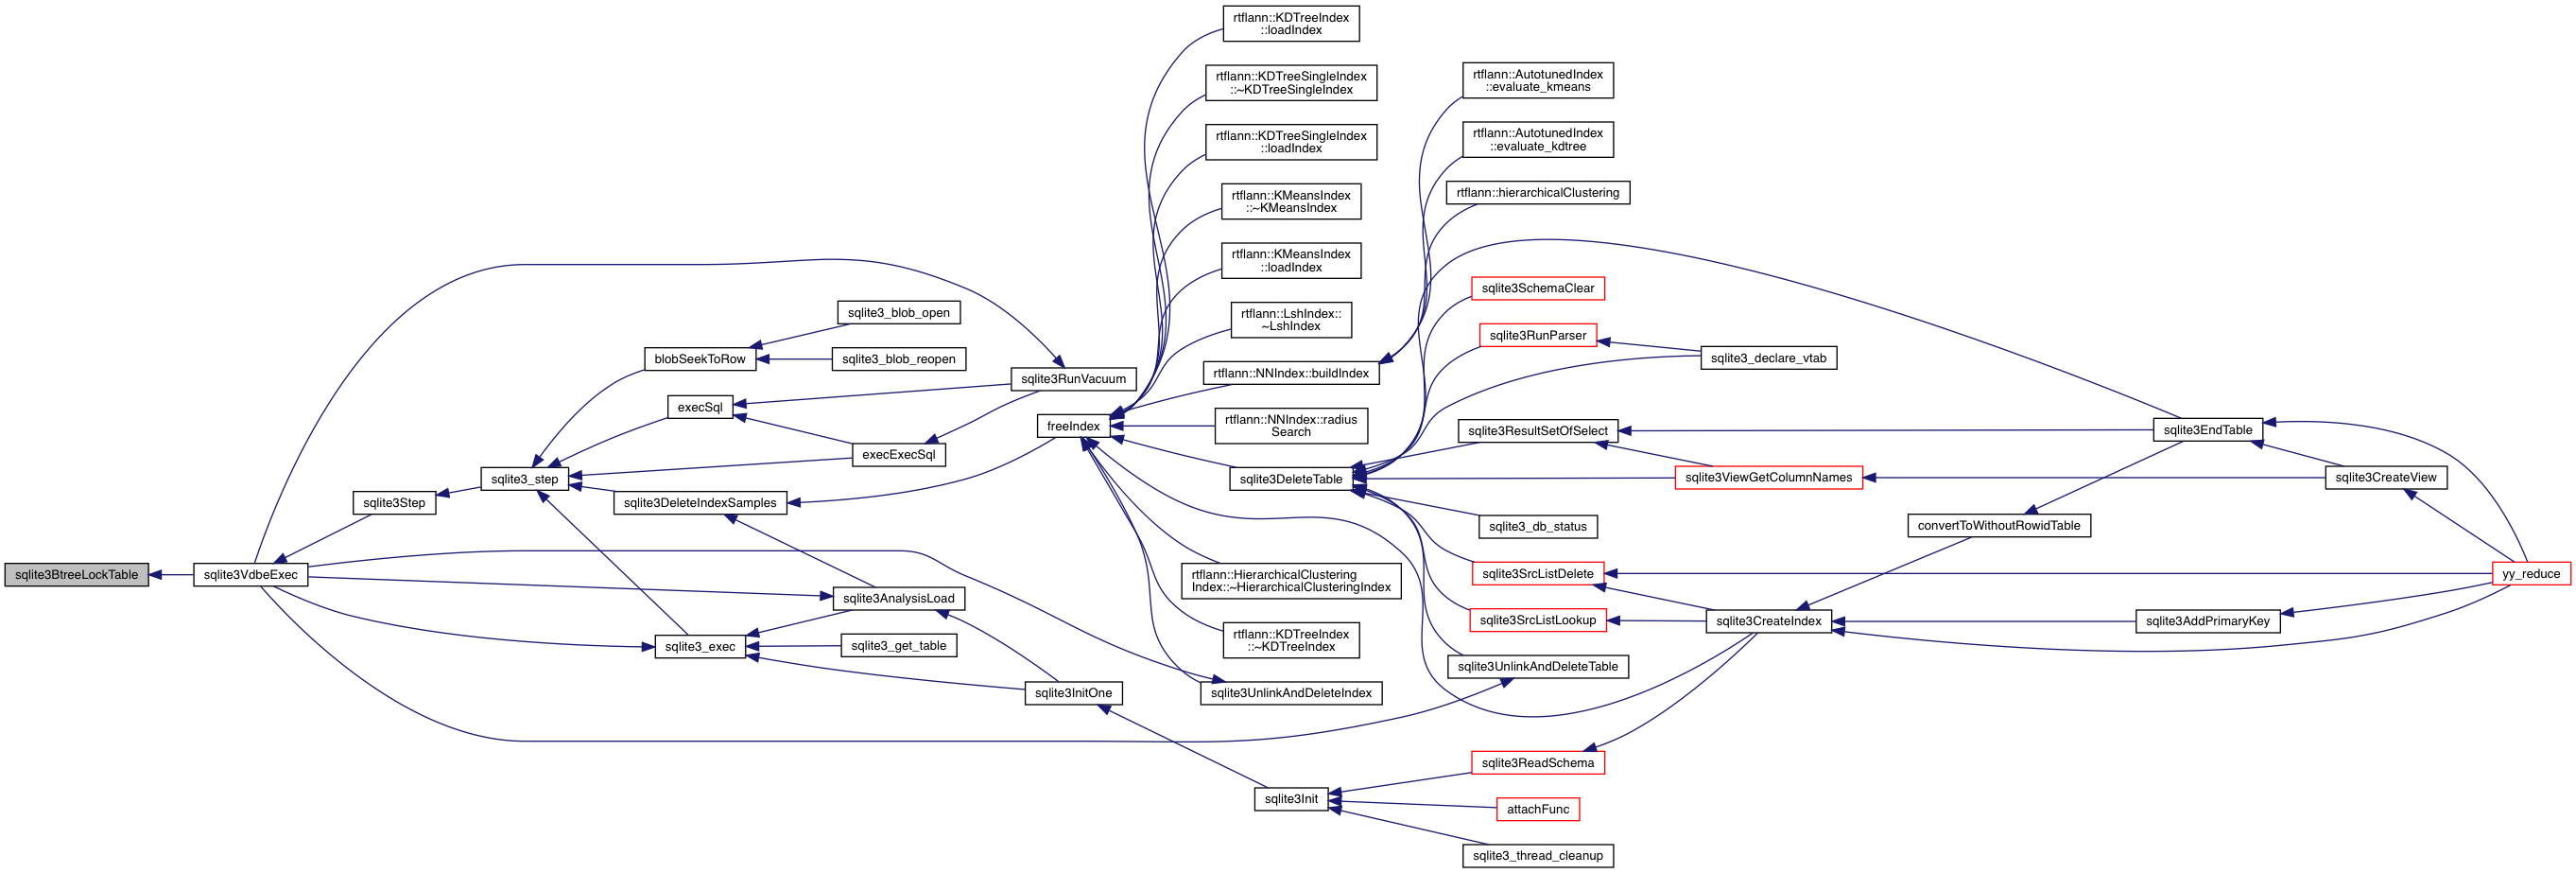 rtflann::KDTreeIndex
::loadIndex
rtflann::KDTreeSingleIndex
::~KDTreeSingleIndex
rtflann::KDTreeSingleIndex
::loadIndex
rtflann::KMeansIndex
::~KMeansIndex
rtflann::KMeansIndex
::loadIndex
rtflann::LshIndex::
~LshIndex
rtflann::NNIndex::buildIndex
rtflann::NNIndex::radius
Search
rtflann::AutotunedIndex
::evaluate_kmeans
rtflann::AutotunedIndex
::evaluate_kdtree
rtflann::hierarchicalClustering
sqlite3SchemaClear
sqlite3RunParser
sqlite3_declare_vtab
sqlite3_blob_open
blobSeekToRow
sqlite3_blob_reopen
sqlite3RunVacuum
execSql
execExecSql
freeIndex
sqlite3ResultSetOfSelect
sqlite3EndTable
sqlite3_step
sqlite3DeleteTable
sqlite3ViewGetColumnNames
sqlite3CreateView
sqlite3Step
sqlite3DeleteIndexSamples
sqlite3_db_status
convertToWithoutRowidTable
sqlite3BtreeLockTable
sqlite3VdbeExec
rtflann::HierarchicalClustering
Index::~HierarchicalClusteringIndex
sqlite3SrcListDelete
yy_reduce
sqlite3AnalysisLoad
sqlite3SrcListLookup
sqlite3CreateIndex
sqlite3AddPrimaryKey
sqlite3_exec
sqlite3_get_table
rtflann::KDTreeIndex
::~KDTreeIndex
sqlite3UnlinkAndDeleteTable
sqlite3InitOne
sqlite3UnlinkAndDeleteIndex
sqlite3ReadSchema
sqlite3Init
attachFunc
sqlite3_thread_cleanup